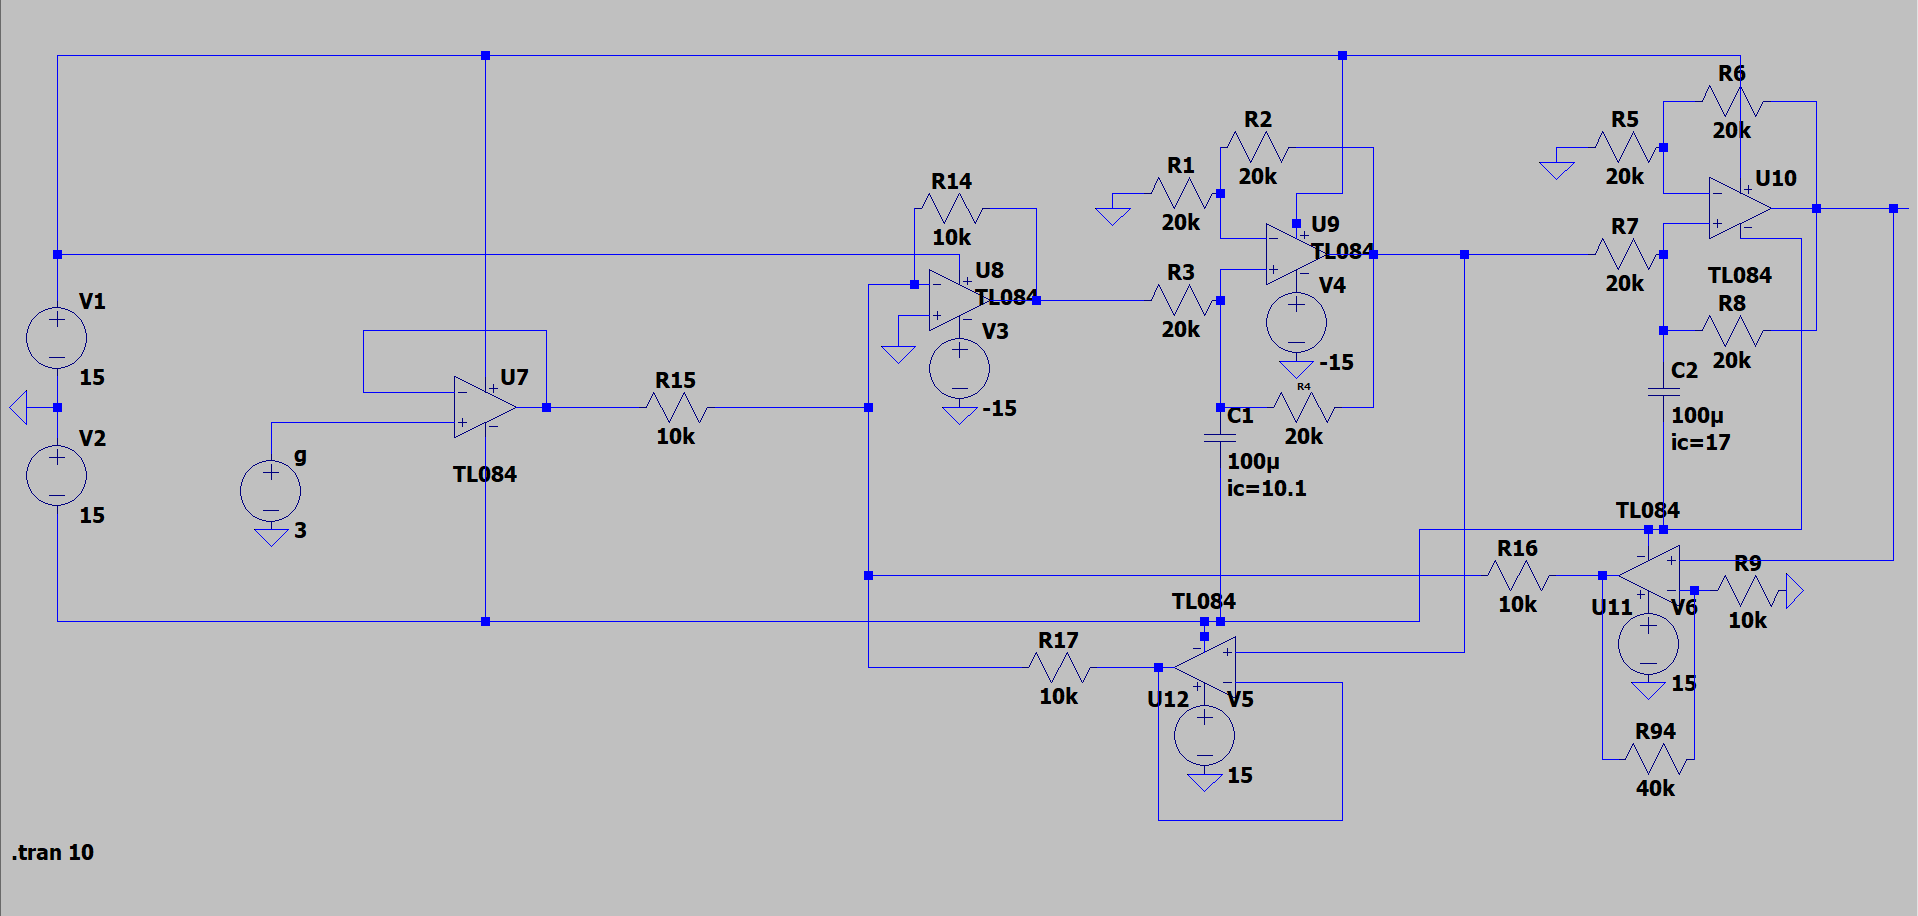 R6
20k
R2
20k
R5
20k
R1
20k
R14
10k
U10
U9
TL084
R7
20k
U8
TL084
R3
20k
V4
-15
TL084
R8
20k
V1
15
V3
-15
U7
R15
10k
R4
20k
C2
100µ
ic=17
C1
100µ
ic=10.1
V2
15
g
3
TL084
TL084
R16
10k
R9
10k
U11
V6
15
TL084
R17
10k
U12
V5
15
R94
40k
.tran 10